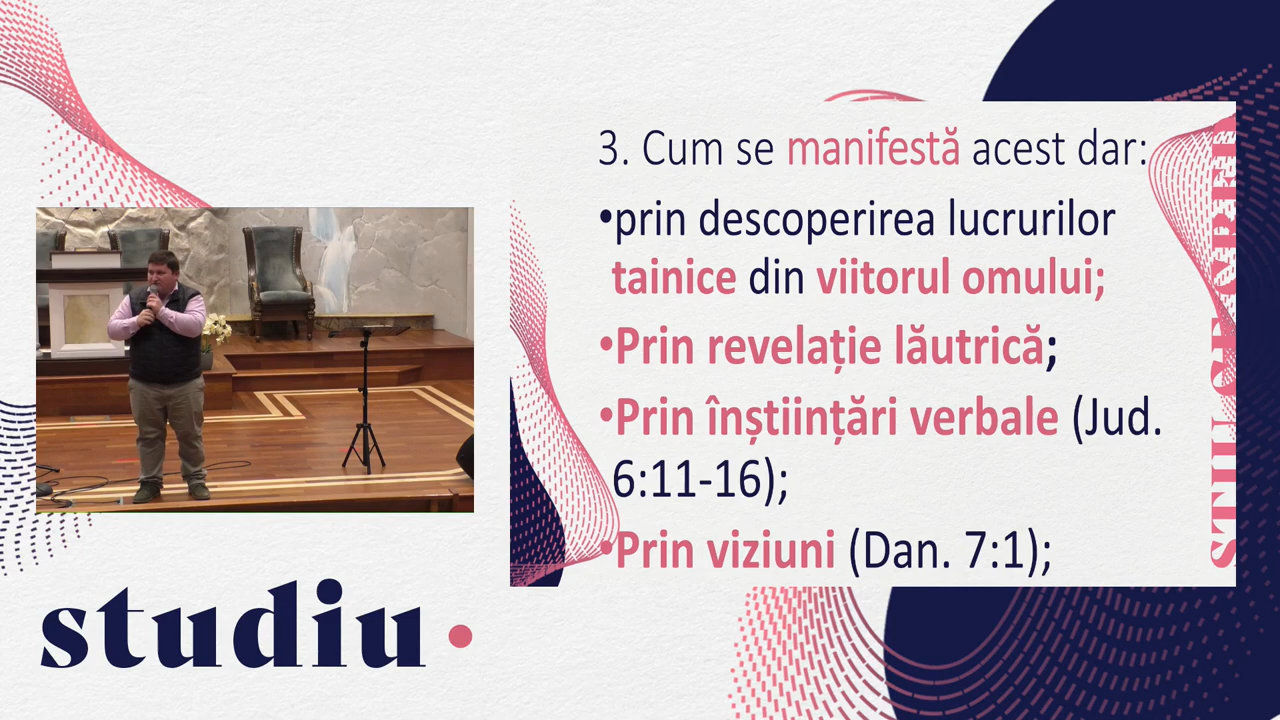 3. Cum se manifestă acest dar:
•prin descoperirea lucrurilor
tainice din viitorul omului;
•Prin revelație lăutrică;
•Prin înștiințări verbale (Jud.
6:11-16);
•Prin viziuni (Dan. 7:1);
studiu